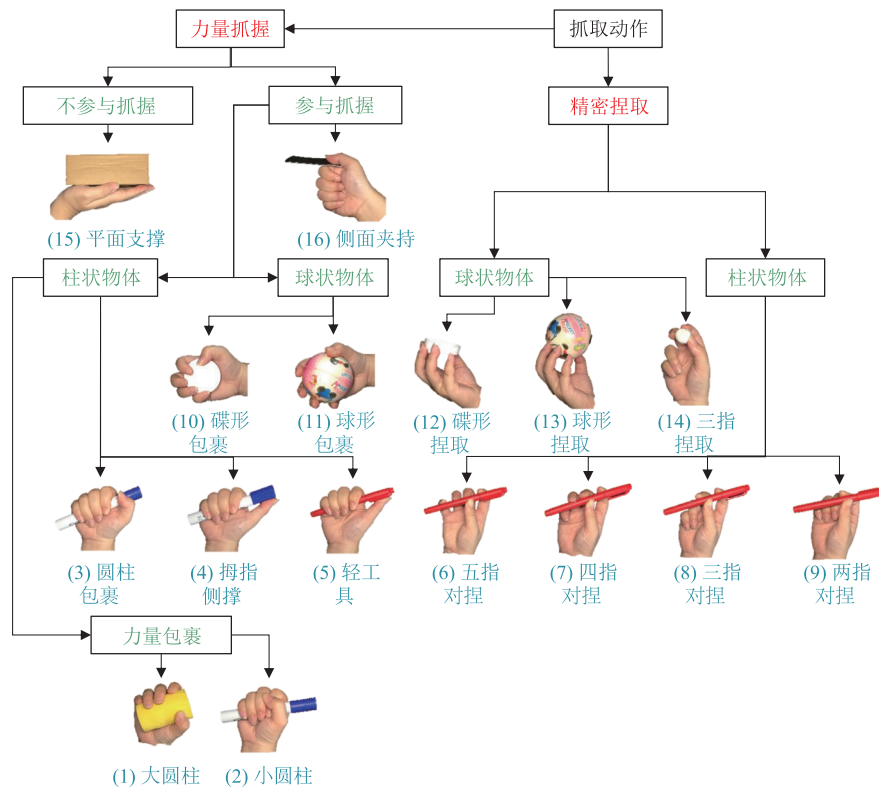 力量抓握
抓取动作
不参与抓握
参与抓握
精密捏取
(15) 平面支撑
(16) 侧面夹持
柱状物体
球状物体
球状物体
柱状物体
(10) 碟形
包裹
(11) 球形
包裹
(12) 碟形
捏取
(13) 球形
捏取
(14) 三指
捏取
(3) 圆柱
包裹
(4) 拇指
侧撑
(5) 轻工
具
(6) 五指
对捏
(7) 四指
对捏
(8) 三指
对捏
(9) 两指
对捏
力量包裹
(1) 大圆柱
(2) 小圆柱